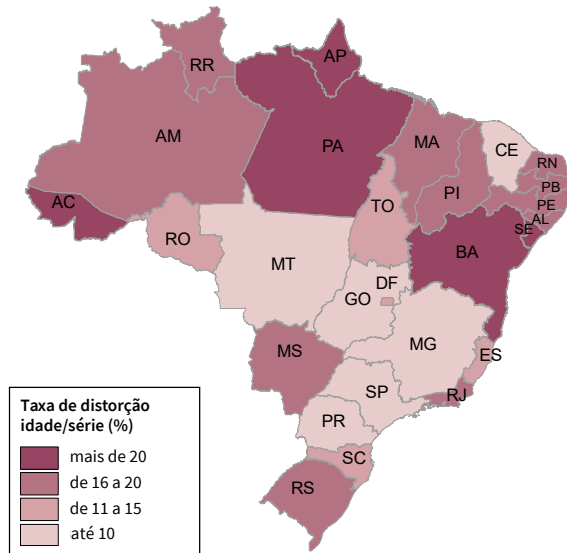 AP
RR
AM
PA
MA
CE
RN
PB
PE
AL
SE
PI
AC
TO
RO
BA
MT
DF
GO
MG
ES
MS
SP
RJ
PR
SC
RS
Taxa de distorção
idade/série (%)
mais de 20
de 16 a 20
de 11 a 15
até 10